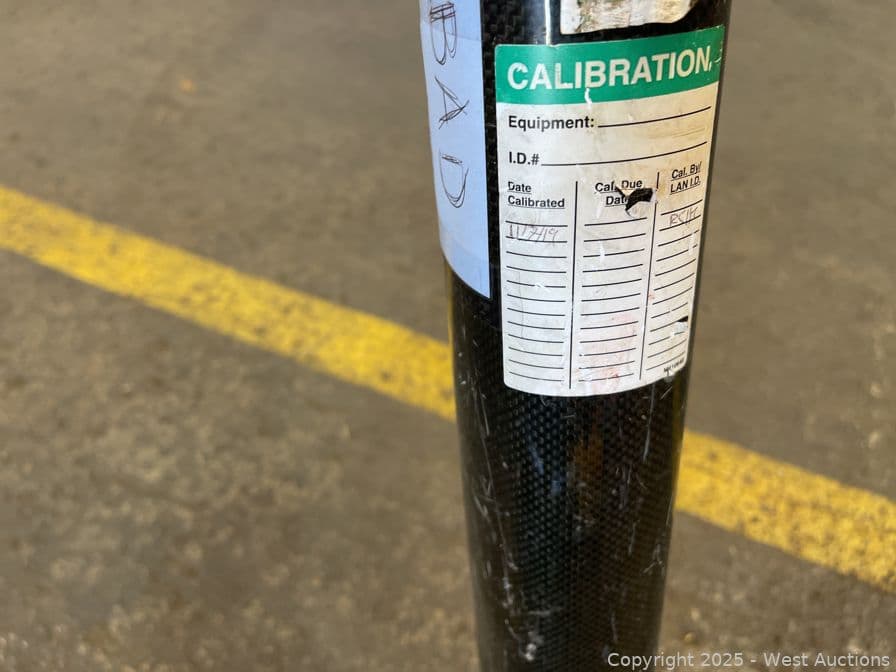 BAD
CALIBRATION
Equipment:
I.D.#
Date
Calibrated
Cal. Due
Date
Cal. By/
LAN I.D.
Copyright 2025 - West Auctions